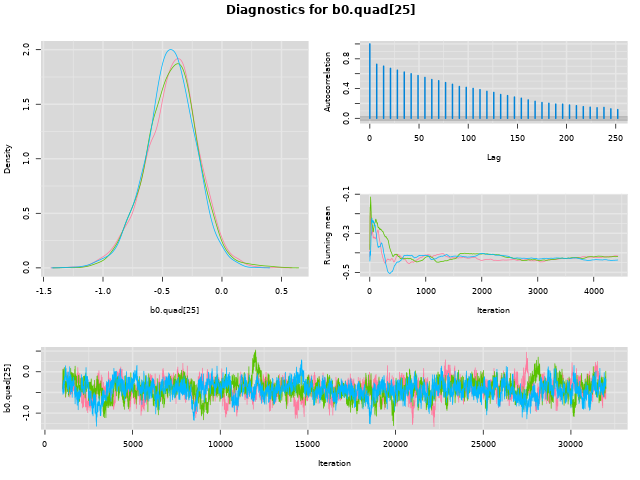 Diagnostics for b0.quad[25]
Density
2.0
1.5
1.0
0.5
0.0
-1.5 -1.0 -0.5 0.0 0.5
b0.quad[25]
Autocorrelation
0.8
0.4
0.0
0 50 100 150 200 250
Lag
Running mean
-0.1
-0.3
-0.5
0 1000 2000 3000 4000
Iteration
b0.quad[25]
0.0
-1.0
0 5000 10000 15000 20000 25000 30000
Iteration